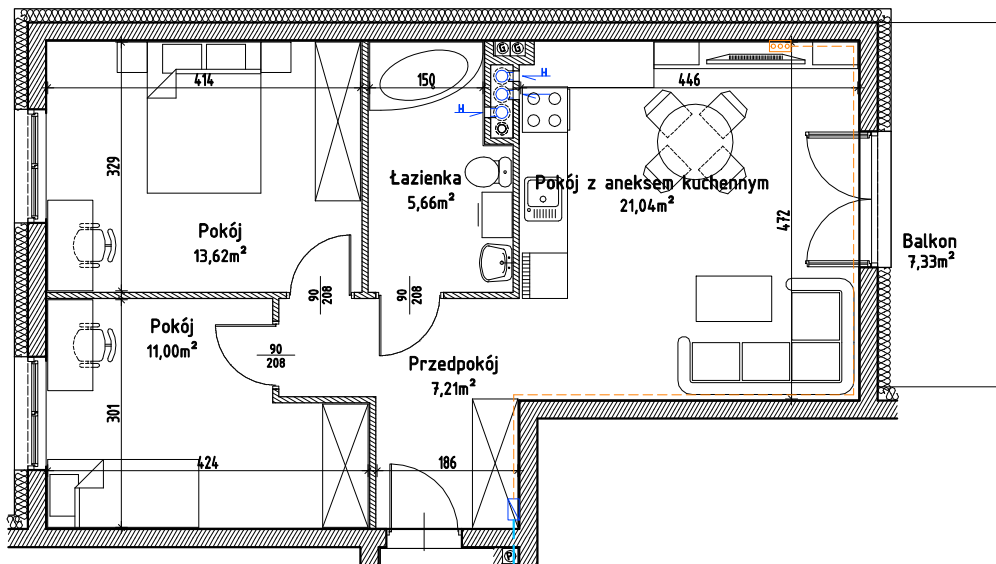 414
150
446
H
H
329
Łazienka
5,66m²
Pokój z aneksem kuchennym
21,04m²
472
Pokój
13,62m²
Balkon
7,33m²
90
208
90
208
Pokój
11,00m²
90
208
Przedpokój
7,21m²
301
424
186